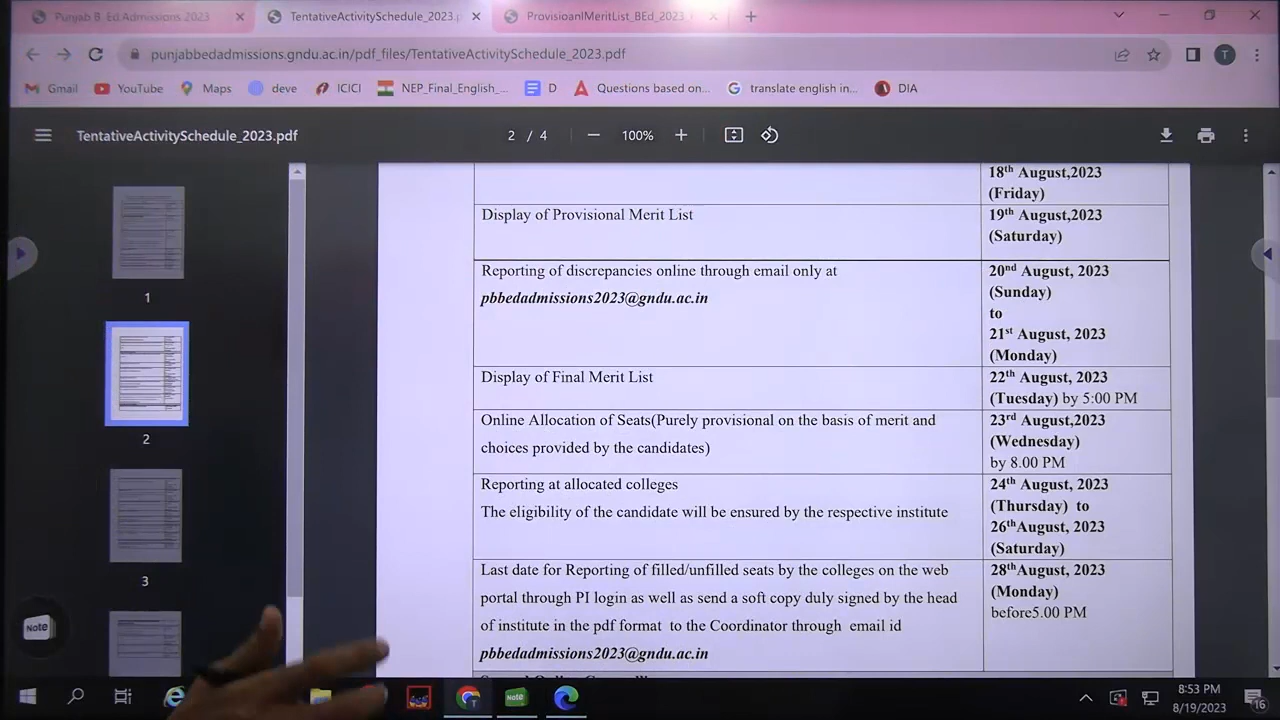 Punjab B. Ed.Admissions 2023
TentativeActivitySchedule_2023.p
ProvisioanlMeritList_BEd_2023
punjabbedadmissions.gndu.ac.in/pdf_files/TentativeActivitySchedule_2023.pdf
T
Gmail
YouTube
Maps
deve
ICICI
NEP_Final_English_...
D
Questions based on...
translate english in...
DIA
TentativeActivitySchedule_2023.pdf
2 / 4
100%
1
2
3
18th August,2023
(Friday)
Display of Provisional Merit List
19th August,2023
(Saturday)
Reporting of discrepancies online through email only at
pbbedadmissions2023@gndu.ac.in
20nd August, 2023
(Sunday)
to
21st August, 2023
(Monday)
Display of Final Merit List
22th August, 2023
(Tuesday) by 5:00 PM
Online Allocation of Seats(Purely provisional on the basis of merit and
choices provided by the candidates)
23rd August,2023
(Wednesday)
by 8.00 PM
Reporting at allocated colleges
The eligibility of the candidate will be ensured by the respective institute
24th August, 2023
(Thursday) to
26thAugust, 2023
(Saturday)
Last date for Reporting of filled/unfilled seats by the colleges on the web
portal through PI login as well as send a soft copy duly signed by the head
of institute in the pdf format to the Coordinator through email id
pbbedadmissions2023@gndu.ac.in
28thAugust, 2023
(Monday)
before5.00 PM
Note
Note
8:53 PM
8/19/2023
16